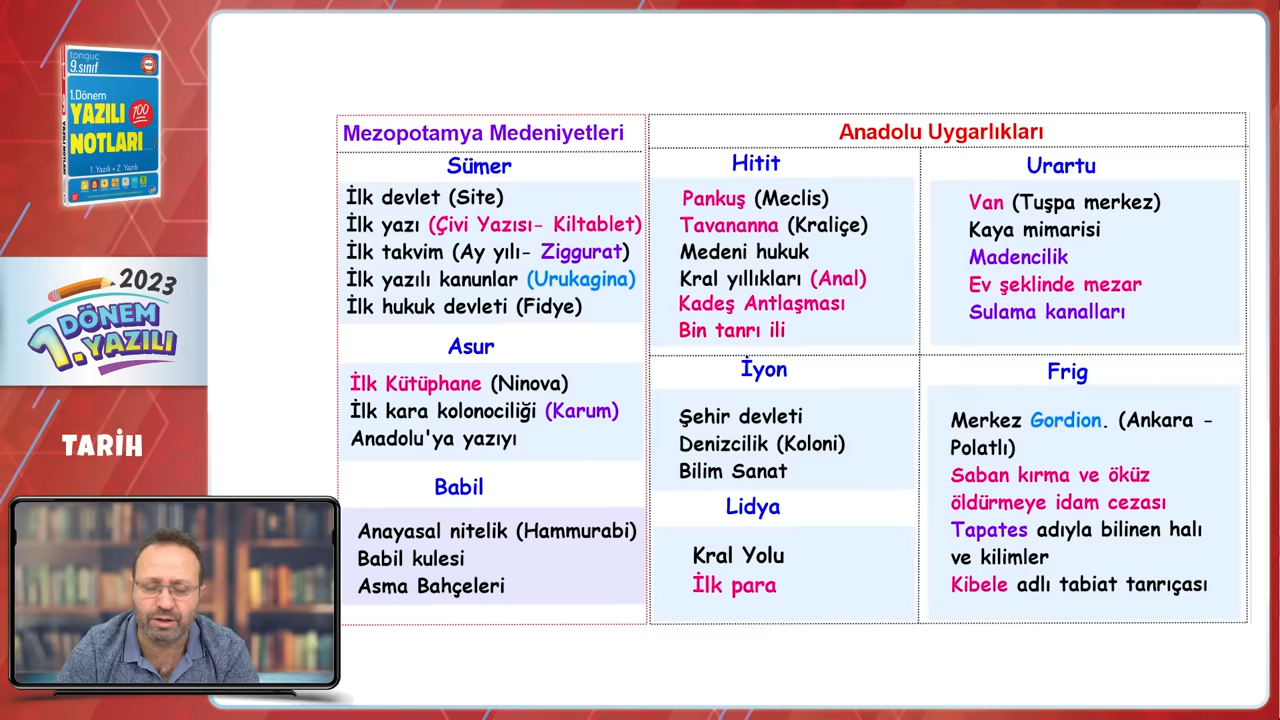 tonguç
9.sınıf
1.Dönem
YAZILI
100
NOTLARI
1.Yazılı + 2.Yazılı
2023
1. DÖNEM
YAZILI
TARİH
Mezopotamya Medeniyetleri
Sümer
İlk devlet (Site)
İlk yazı (Çivi Yazısı- Kiltablet)
İlk takvim (Ay yılı- Ziggurat)
İlk yazılı kanunlar (Urukagina)
İlk hukuk devleti (Fidye)
Asur
İlk Kütüphane (Ninova)
İlk kara kolonociliği (Karum)
Anadolu'ya yazıyı
Babil
Anayasal nitelik (Hammurabi)
Babil kulesi
Asma Bahçeleri
Anadolu Uygarlıkları
Hitit
Pankuş (Meclis)
Tavananna (Kraliçe)
Medeni hukuk
Kral yıllıkları (Anal)
Kadeş Antlaşması
Bin tanrı ili
Urartu
Van (Tuşpa merkez)
Kaya mimarisi
Madencilik
Ev şeklinde mezar
Sulama kanalları
İyon
Şehir devleti
Denizcilik (Koloni)
Bilim Sanat
Lidya
Kral Yolu
İlk para
Frig
Merkez Gordion. (Ankara -
Polatlı)
Saban kırma ve öküz
öldürmeye idam cezası
Tapates adıyla bilinen halı
ve kilimler
Kibele adlı tabiat tanrıçası